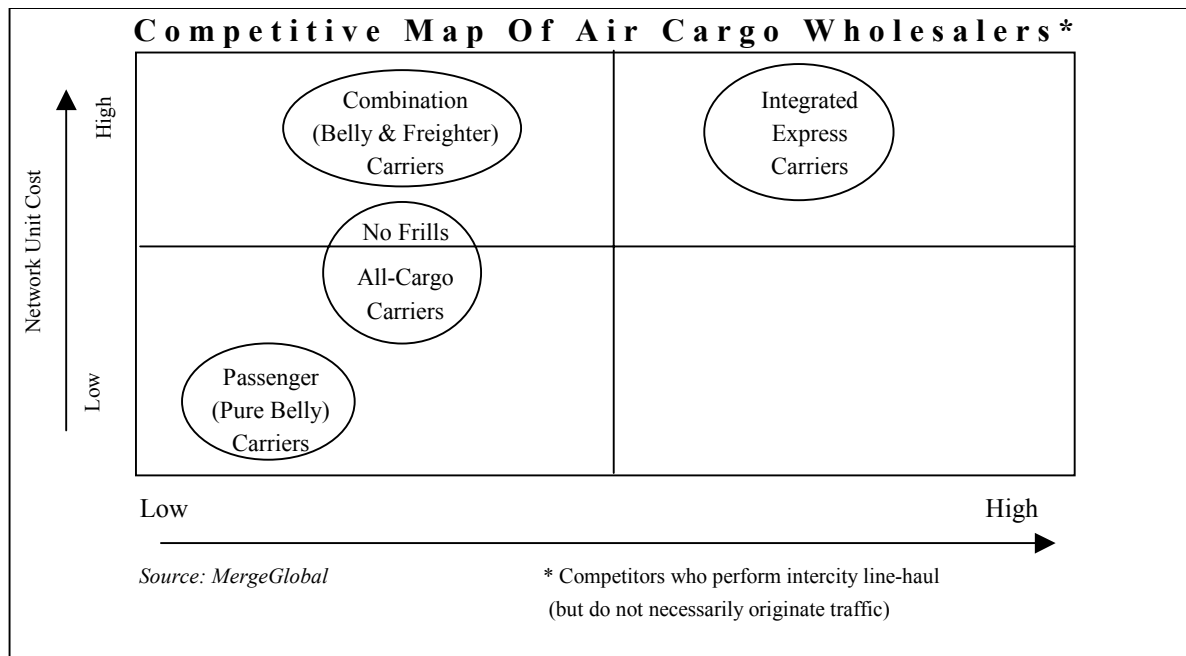 Competitive Map Of Air Cargo Wholesalers*
Network Unit Cost
High
Low
Combination
(Belly & Freighter)
Carriers
Integrated
Express
Carriers
No Frills
All-Cargo
Carriers
Passenger
(Pure Belly)
Carriers
Low
High
Source: MergeGlobal
* Competitors who perform intercity line-haul
(but do not necessarily originate traffic)